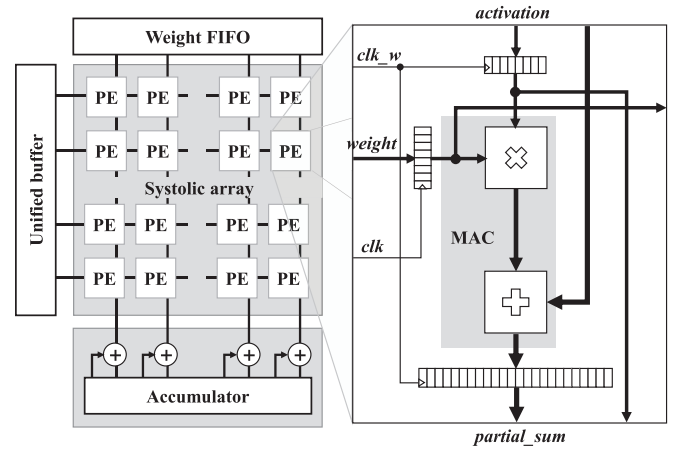 activation
Weight FIFO
clk_w
PE PE PE PE
Unified buffer
PE PE PE PE
weight
Systolic array
PE PE PE PE
MAC
clk
PE PE PE PE
Accumulator
partial_sum